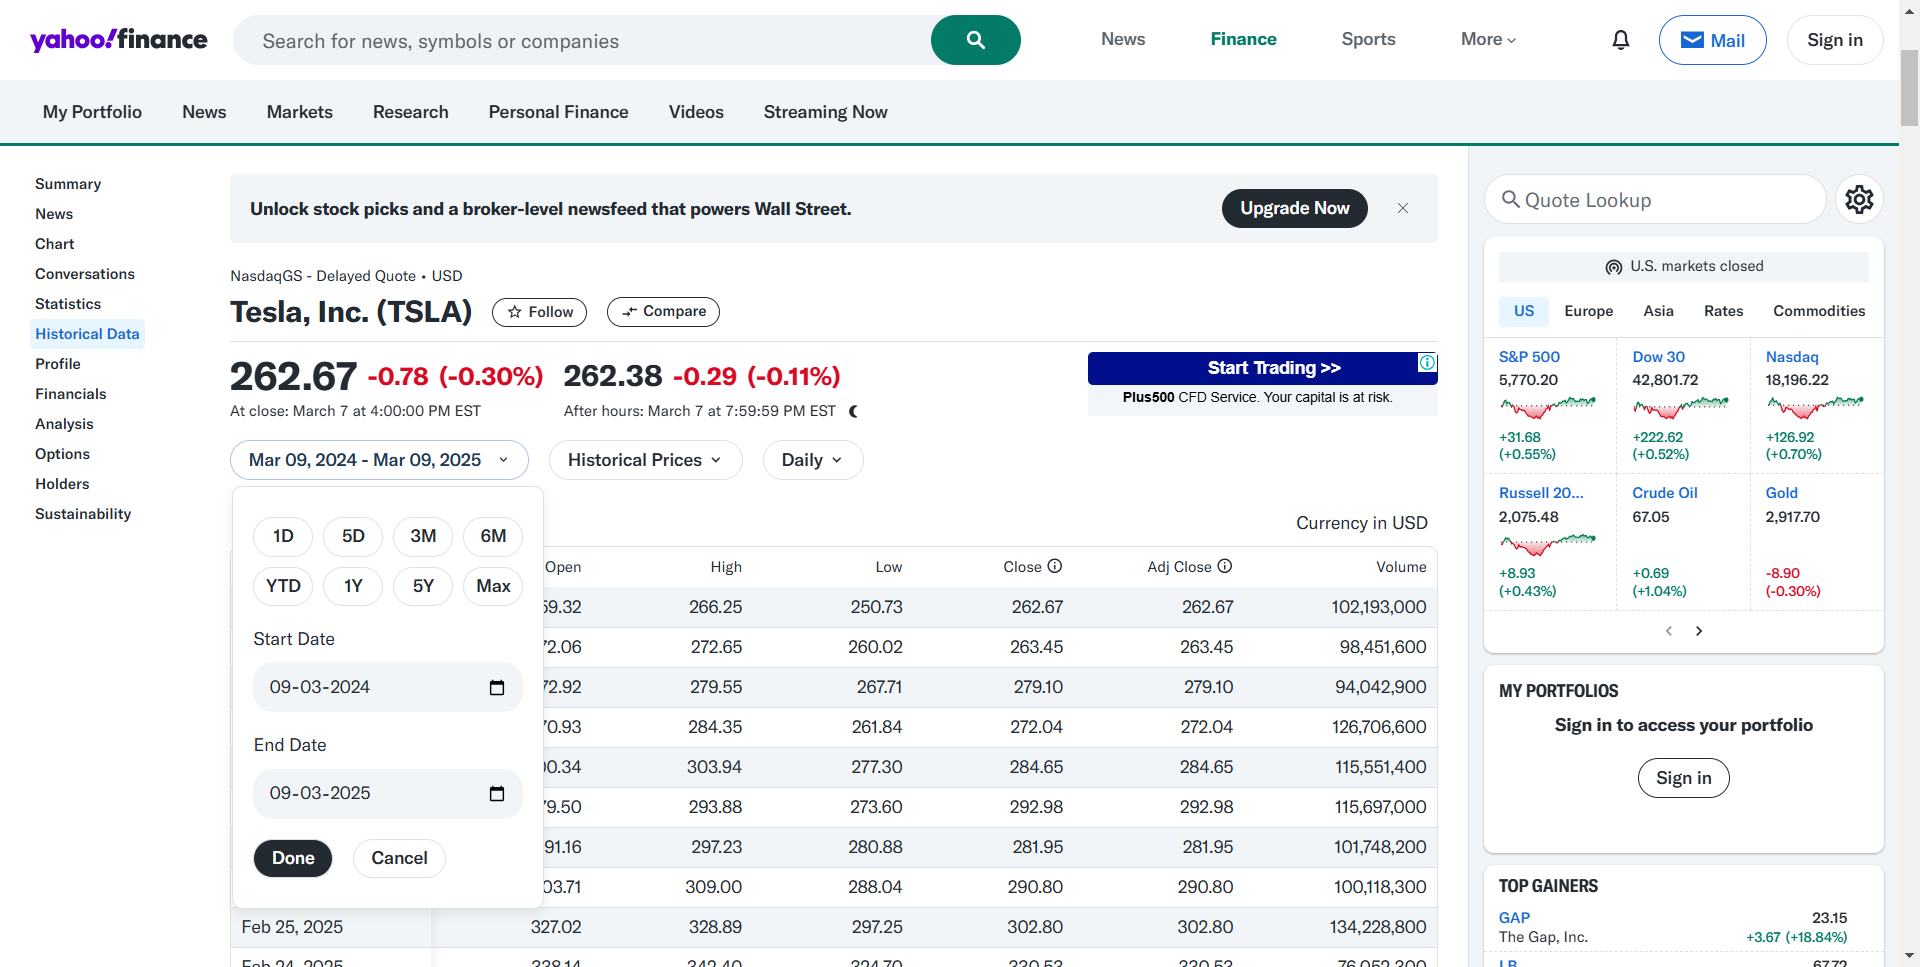 yahoo!finance
Search for news, symbols or companies
News
Finance
Sports
More
Mail
Sign in
My Portfolio
News
Markets
Research
Personal Finance
Videos
Streaming Now
Summary
News
Chart
Conversations
Statistics
Historical Data
Profile
Financials
Analysis
Options
Holders
Sustainability
Unlock stock picks and a broker-level newsfeed that powers Wall Street.
Upgrade Now
NasdaqGS - Delayed Quote • USD
Tesla, Inc. (TSLA)
Follow
Compare
262.67 -0.78 (-0.30%)
At close: March 7 at 4:00:00 PM EST
262.38 -0.29 (-0.11%)
After hours: March 7 at 7:59:59 PM EST
Start Trading >>
Plus500 CFD Service. Your capital is at risk.
Mar 09, 2024 - Mar 09, 2025
Historical Prices
Daily
1D 5D 3M 6M
YTD 1Y 5Y Max
Start Date
09-03-2024
End Date
09-03-2025
Done
Cancel
Currency in USD
Open High Low Close Adj Close Volume
59.32 266.25 250.73 262.67 262.67 102,193,000
72.06 272.65 260.02 263.45 263.45 98,451,600
72.92 279.55 267.71 279.10 279.10 94,042,900
70.93 284.35 261.84 272.04 272.04 126,706,600
00.34 303.94 277.30 284.65 284.65 115,551,400
79.50 293.88 273.60 292.98 292.98 115,697,000
91.16 297.23 280.88 281.95 281.95 101,748,200
03.71 309.00 288.04 290.80 290.80 100,118,300
Feb 25, 2025 327.02 328.89 297.25 302.80 302.80 134,228,800
Feb 24, 2025 338.14 342.40 324.70 330.53 330.53 76,052,300
Quote Lookup
U.S. markets closed
US Europe Asia Rates Commodities
S&P 500
5,770.20
+31.68
(+0.55%)
Dow 30
42,801.72
+222.62
(+0.52%)
Nasdaq
18,196.22
+126.92
(+0.70%)
Russell 20...
2,075.48
+8.93
(+0.43%)
Crude Oil
67.05
+0.69
(+1.04%)
Gold
2,917.70
-8.90
(-0.30%)
MY PORTFOLIOS
Sign in to access your portfolio
Sign in
TOP GAINERS
GAP 23.15
The Gap, Inc. +3.67 (+18.84%)
LB 67.72